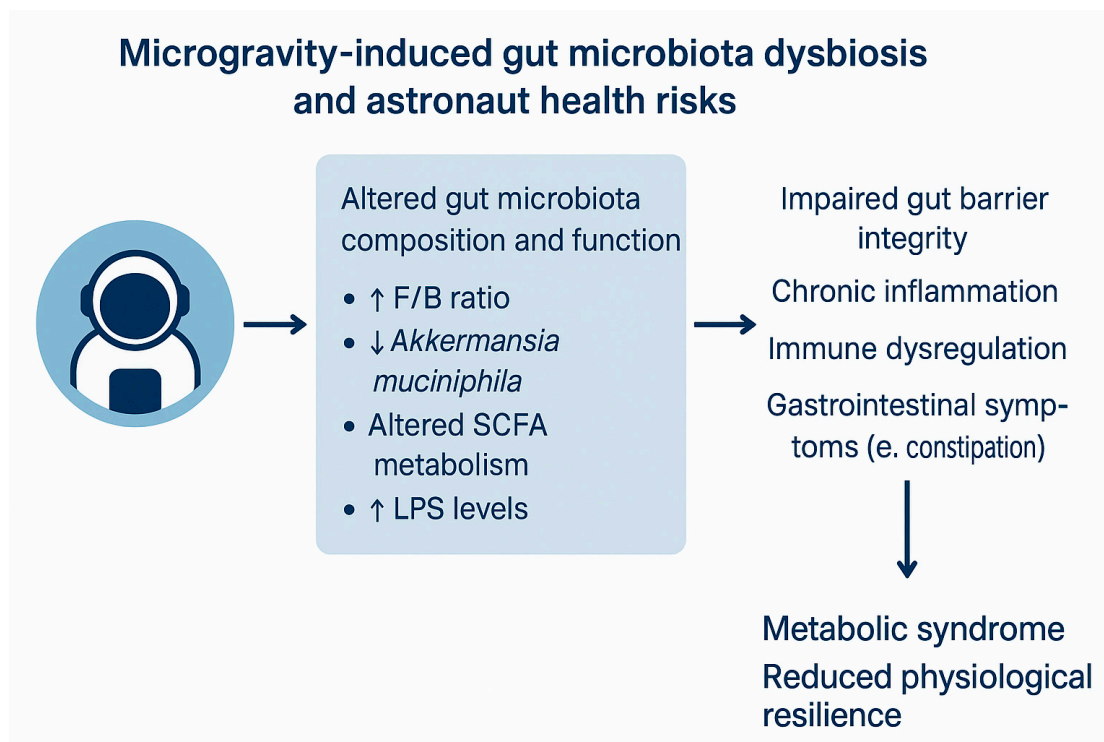 Microgravity-induced gut microbiota dysbiosis
and astronaut health risks
Altered gut microbiota
composition and function
• ↑ F/B ratio
• ↓ Akkermansia
muciniphila
• Altered SCFA
metabolism
• ↑ LPS levels
Impaired gut barrier
integrity
Chronic inflammation
Immune dysregulation
Gastrointestinal symp-
toms (e. constipation)
Metabolic syndrome
Reduced physiological
resilience